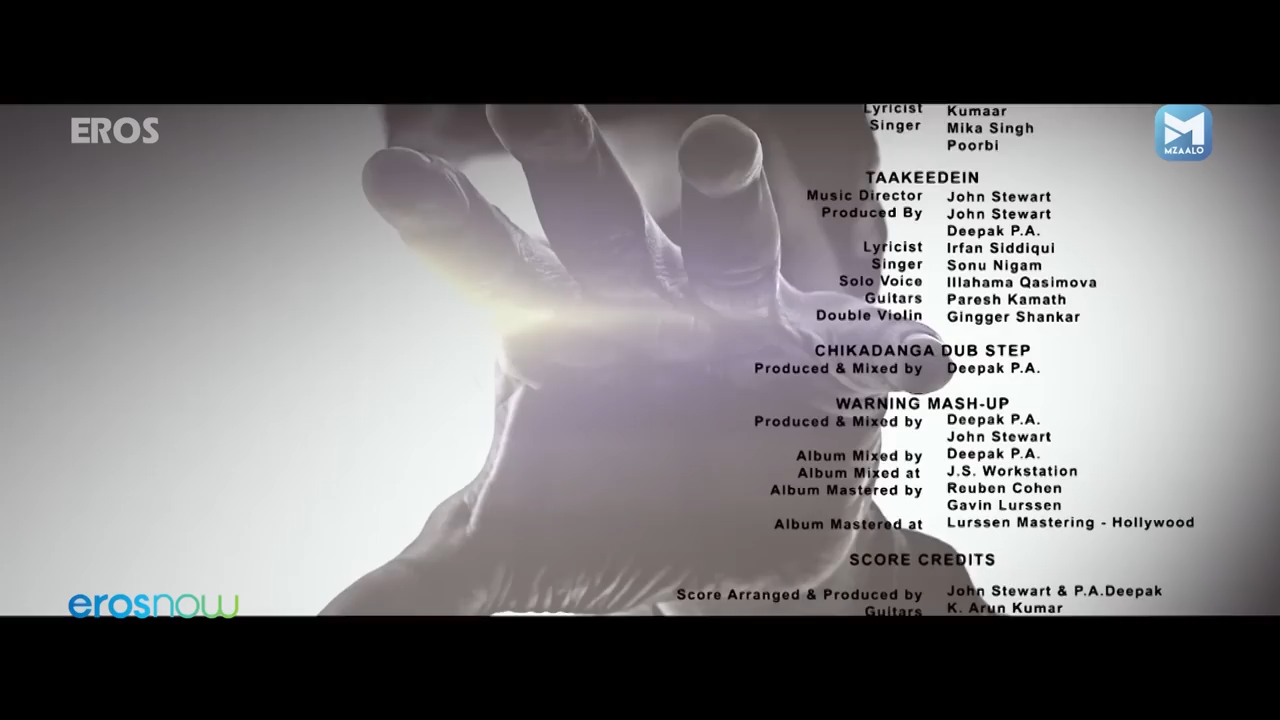 EROS
MZAALO
Lyricist Kumaar
Singer Mika Singh
Poorbi
TAAKEEDEIN
Music Director John Stewart
Produced By John Stewart
Deepak P.A.
Lyricist Irfan Siddiqui
Singer Sonu Nigam
Solo Voice Illahama Qasimova
Guitars Paresh Kamath
Double Violin Gingger Shankar
CHIKADANGA DUB STEP
Produced & Mixed by Deepak P.A.
WARNING MASH-UP
Produced & Mixed by Deepak P.A.
John Stewart
Album Mixed by Deepak P.A.
Album Mixed at J.S. Workstation
Album Mastered by Reuben Cohen
Gavin Lurssen
Album Mastered at Lurssen Mastering - Hollywood
SCORE CREDITS
Score Arranged & Produced by John Stewart & P.A.Deepak
Guitars K. Arun Kumar
erosnow